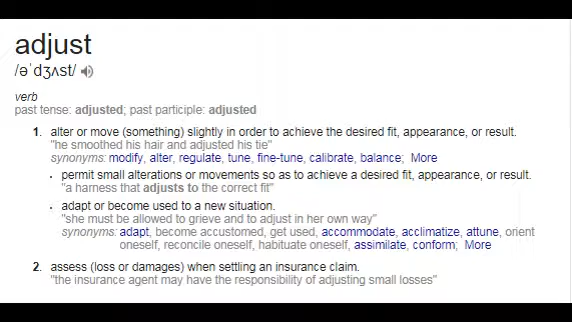 adjust
/əˈdʒʌst/
verb
past tense: adjusted; past participle: adjusted
1. alter or move (something) slightly in order to achieve the desired fit, appearance, or result.
"he smoothed his hair and adjusted his tie"
synonyms: modify, alter, regulate, tune, fine-tune, calibrate, balance; More
• permit small alterations or movements so as to achieve a desired fit, appearance, or result.
"a harness that adjusts to the correct fit"
• adapt or become used to a new situation.
"she must be allowed to grieve and to adjust in her own way"
synonyms: adapt, become accustomed, get used, accommodate, acclimatize, attune, orient
oneself, reconcile oneself, habituate oneself, assimilate, conform; More
2. assess (loss or damages) when settling an insurance claim.
"the insurance agent may have the responsibility of adjusting small losses"